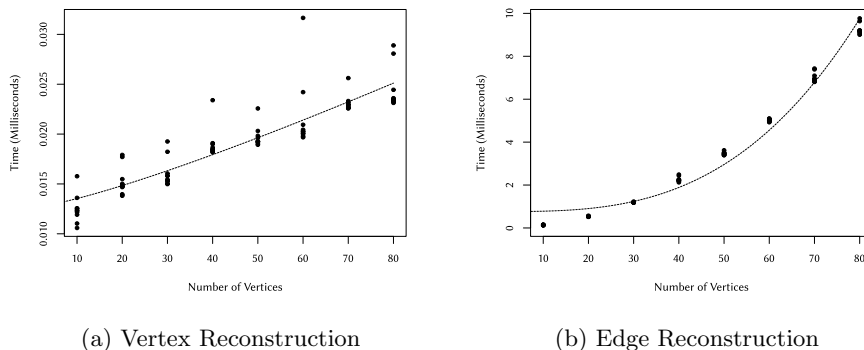 0.030
0.025
0.020
0.015
0.010
Time (Milliseconds)
10 20 30 40 50 60 70 80
Number of Vertices
(a) Vertex Reconstruction
10
8
6
4
2
0
Time (Milliseconds)
10 20 30 40 50 60 70 80
Number of Vertices
(b) Edge Reconstruction